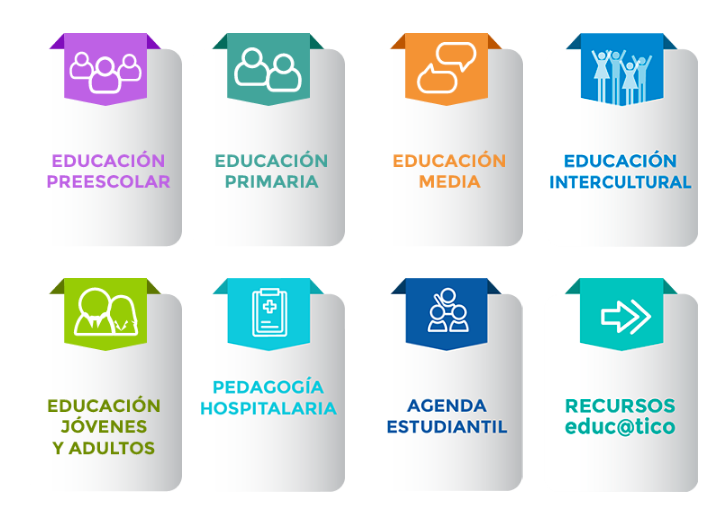 EDUCACIÓN
PREESCOLAR
EDUCACIÓN
PRIMARIA
EDUCACIÓN
MEDIA
EDUCACIÓN
INTERCULTURAL
EDUCACIÓN
JÓVENES
Y ADULTOS
PEDAGOGÍA
HOSPITALARIA
AGENDA
ESTUDIANTIL
RECURSOS
educ@tico